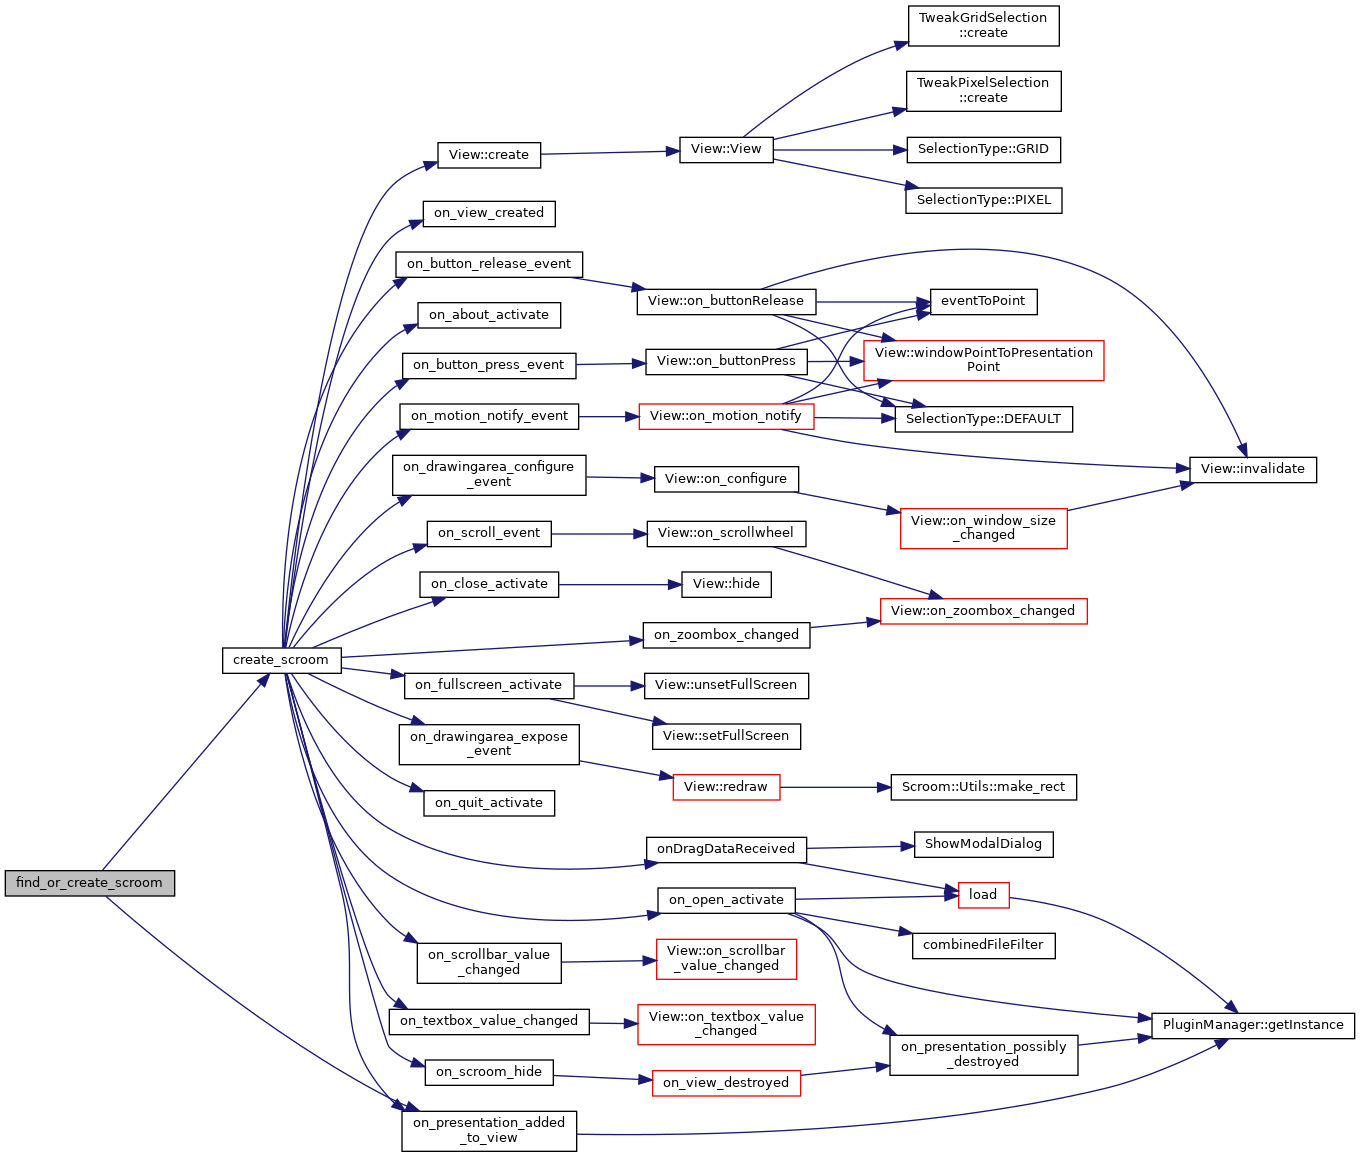 TweakGridSelection
::create
TweakPixelSelection
::create
View::create
View::View
SelectionType::GRID
SelectionType::PIXEL
on_view_created
on_button_release_event
View::on_buttonRelease
eventToPoint
on_about_activate
on_button_press_event
View::on_buttonPress
View::windowPointToPresentation
Point
on_motion_notify_event
View::on_motion_notify
SelectionType::DEFAULT
on_drawingarea_configure
_event
View::on_configure
View::invalidate
on_scroll_event
View::on_scrollwheel
View::on_window_size
_changed
on_close_activate
View::hide
View::on_zoombox_changed
on_zoombox_changed
create_scroom
on_fullscreen_activate
View::unsetFullScreen
on_drawingarea_expose
_event
View::setFullScreen
View::redraw
Scroom::Utils::make_rect
on_quit_activate
onDragDataReceived
ShowModalDialog
find_or_create_scroom
on_open_activate
load
combinedFileFilter
on_scrollbar_value
_changed
View::on_scrollbar
_value_changed
on_textbox_value_changed
View::on_textbox_value
_changed
PluginManager::getInstance
on_presentation_possibly
_destroyed
on_scroom_hide
on_view_destroyed
on_presentation_added
_to_view